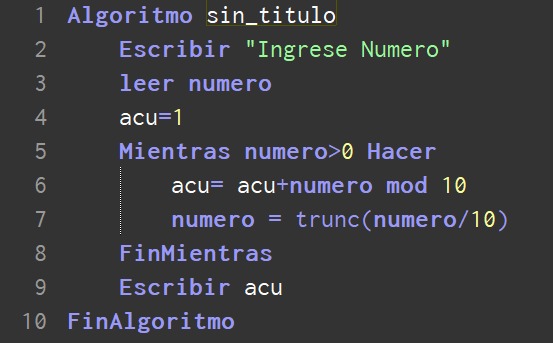 1 Algoritmo sin_titulo
2 Escribir "Ingrese Numero"
3 leer numero
4 acu=1
5 Mientras numero>0 Hacer
6 acu= acu+numero mod 10
7 numero = trunc(numero/10)
8 FinMientras
9 Escribir acu
10 FinAlgoritmo